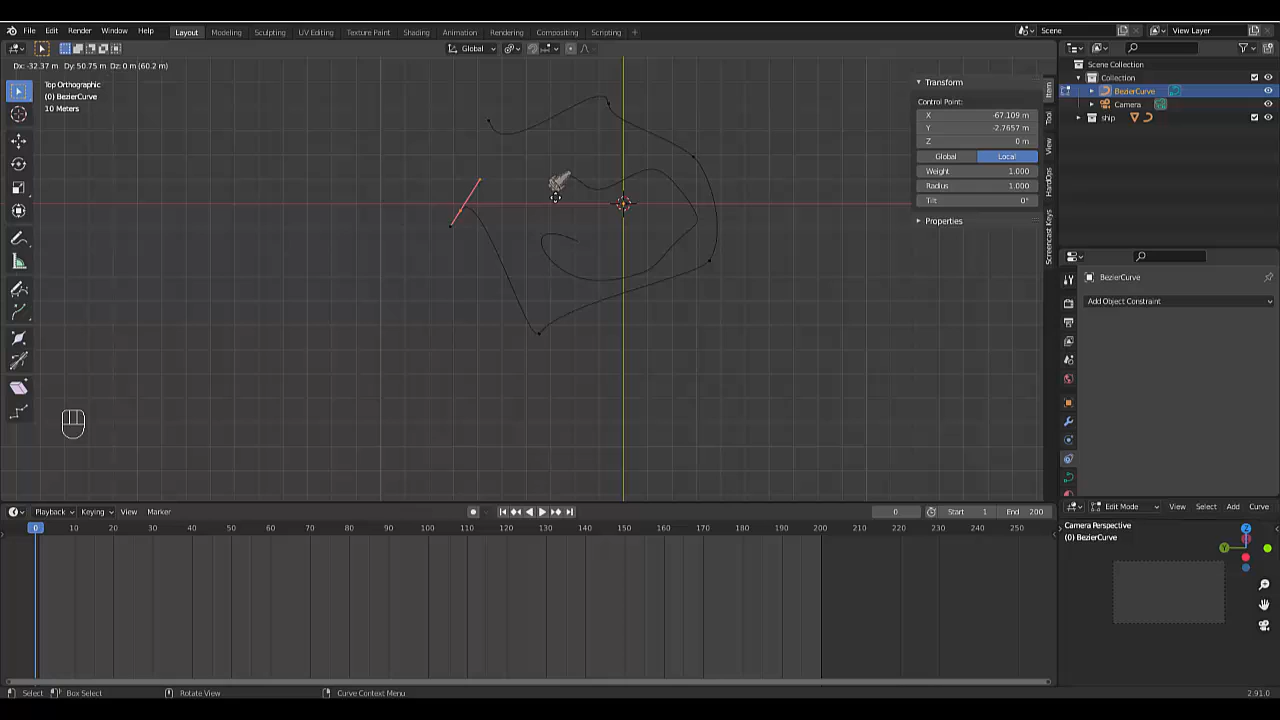 File Edit Render Window Help Layout Modeling Sculpting UV Editing Texture Paint Shading Animation Rendering Compositing Scripting + Scene View Layer
Global
Dx: -32.37 m Dy: 50.75 m Dz: 0 m (60.2 m)
Top Orthographic
(0) BezierCurve
10 Meters
Transform
Control Point:
X -67.109 m
Y -2.7657 m
Z 0 m
Global Local
Weight 1.000
Radius 1.000
Tilt 0°
Properties
Item
Tool
View
HardOps
Screencast Keys
Scene Collection
Collection
BezierCurve
Camera
ship
BezierCurve
Add Object Constraint
Playback Keying View Marker 0 Start 1 End 200
0 10 20 30 40 50 60 70 80 90 100 110 120 130 140 150 160 170 180 190 200 210 220 230 240 250
Edit Mode View Select Add Curve
Camera Perspective
(0) BezierCurve
Z
Y
Select Box Select Rotate View Curve Context Menu 2.91.0